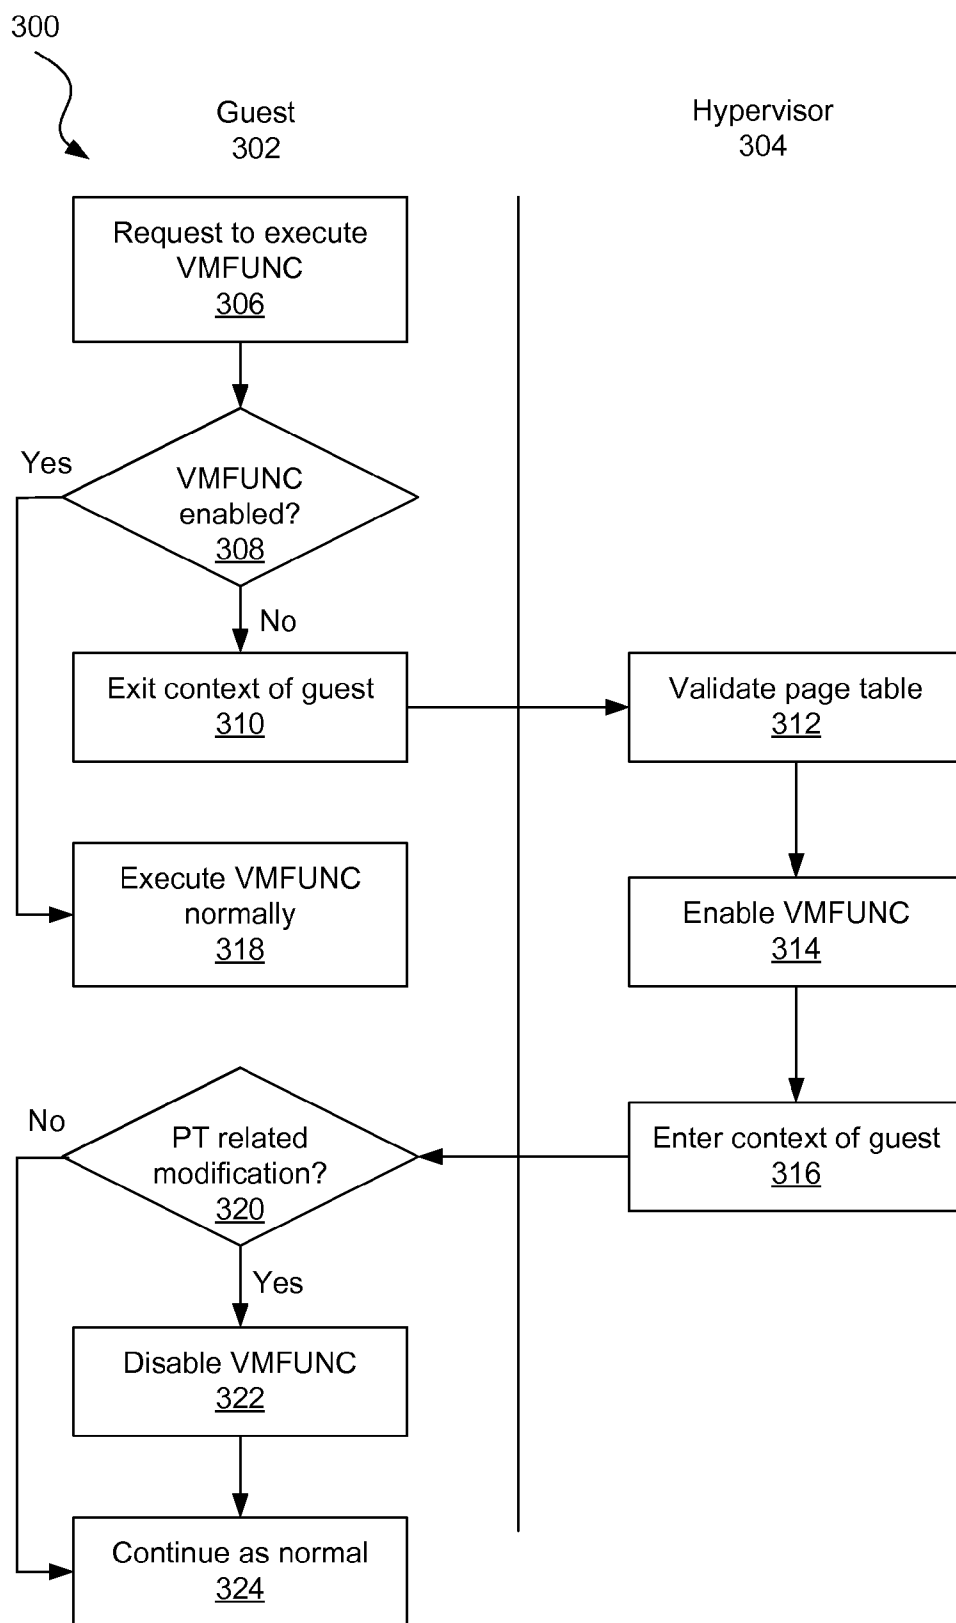 300
Guest
302
Hypervisor
304
Request to execute
VMFUNC
306
Yes
VMFUNC
enabled?
308
No
Exit context of guest
310
Validate page table
312
Execute VMFUNC
normally
318
Enable VMFUNC
314
No
PT related
modification?
320
Enter context of guest
316
Yes
Disable VMFUNC
322
Continue as normal
324